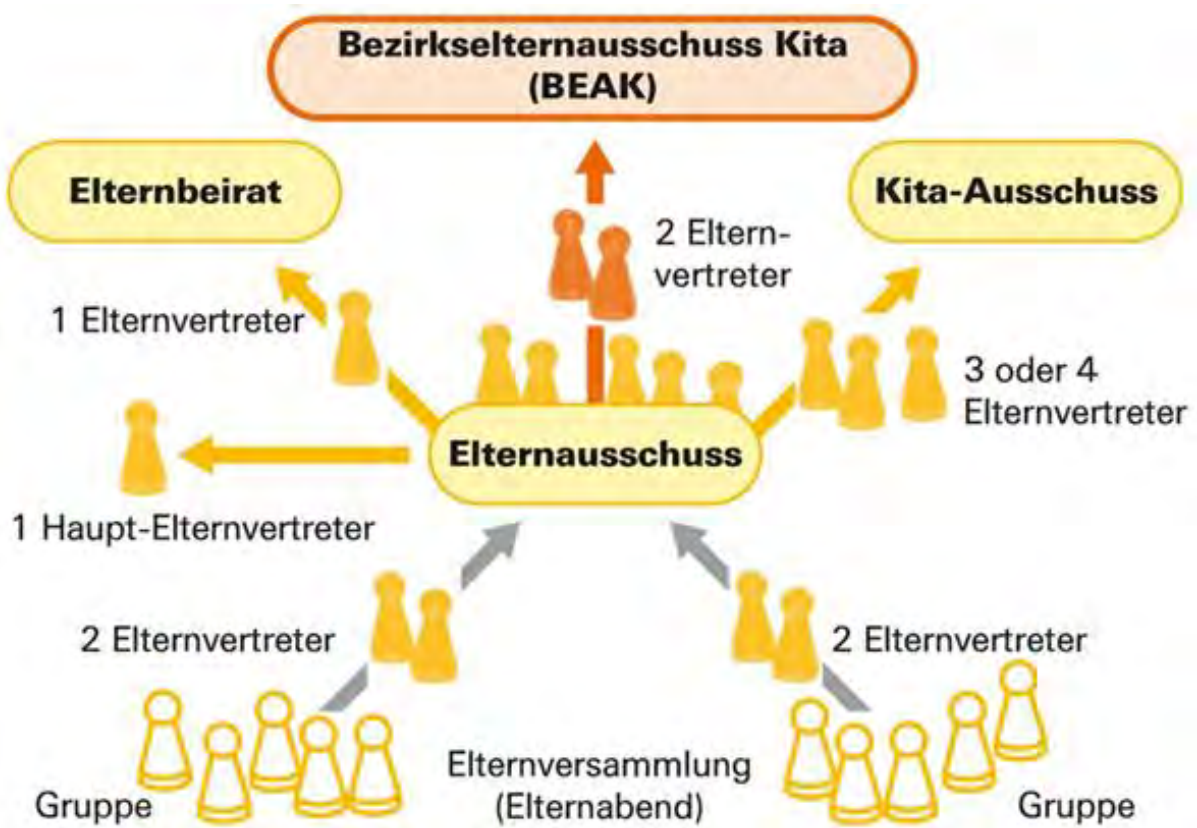 Bezirkselternausschuss Kita
(BEAK)
Elternbeirat
Kita-Ausschuss
2 Eltern-
vertreter
1 Elternvertreter
3 oder 4
Elternvertreter
Elternausschuss
1 Haupt-Elternvertreter
2 Elternvertreter
2 Elternvertreter
Elternversammlung
(Elternabend)
Gruppe
Gruppe